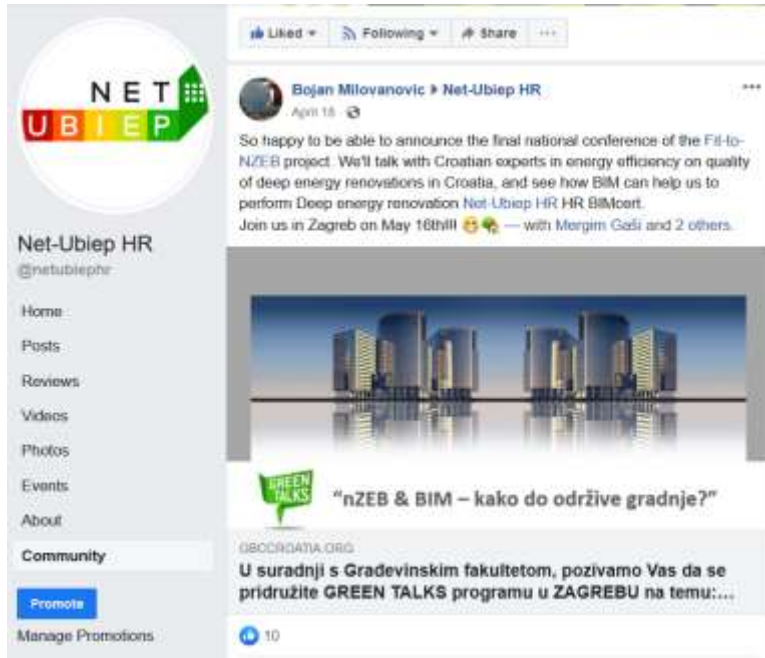 Liked
Following
Share
NET
UBIEP
Net-Ubiep HR
@netubiephr
Home
Posts
Reviews
Videos
Photos
Events
About
Community
Promote
Manage Promotions
Bojan Milovanovic Net-Ubiep HR
April 18
So happy to be able to announce the final national conference of the Fit-to-
NZEB project. We'll talk with Croatian experts in energy efficiency on quality
of deep energy renovations in Croatia, and see how BIM can help us to
perform Deep energy renovation Net-Ubiep HR HR BIMcert.
Join us in Zagreb on May 16th!!! — with Mergim Gaši and 2 others.
GREEN
TALKS
"nZEB & BIM – kako do održive gradnje?"
GBCCROATIA.ORG
U suradnji s Građevinskim fakultetom, pozivamo Vas da se
pridružite GREEN TALKS programu u ZAGREBU na temu:...
10